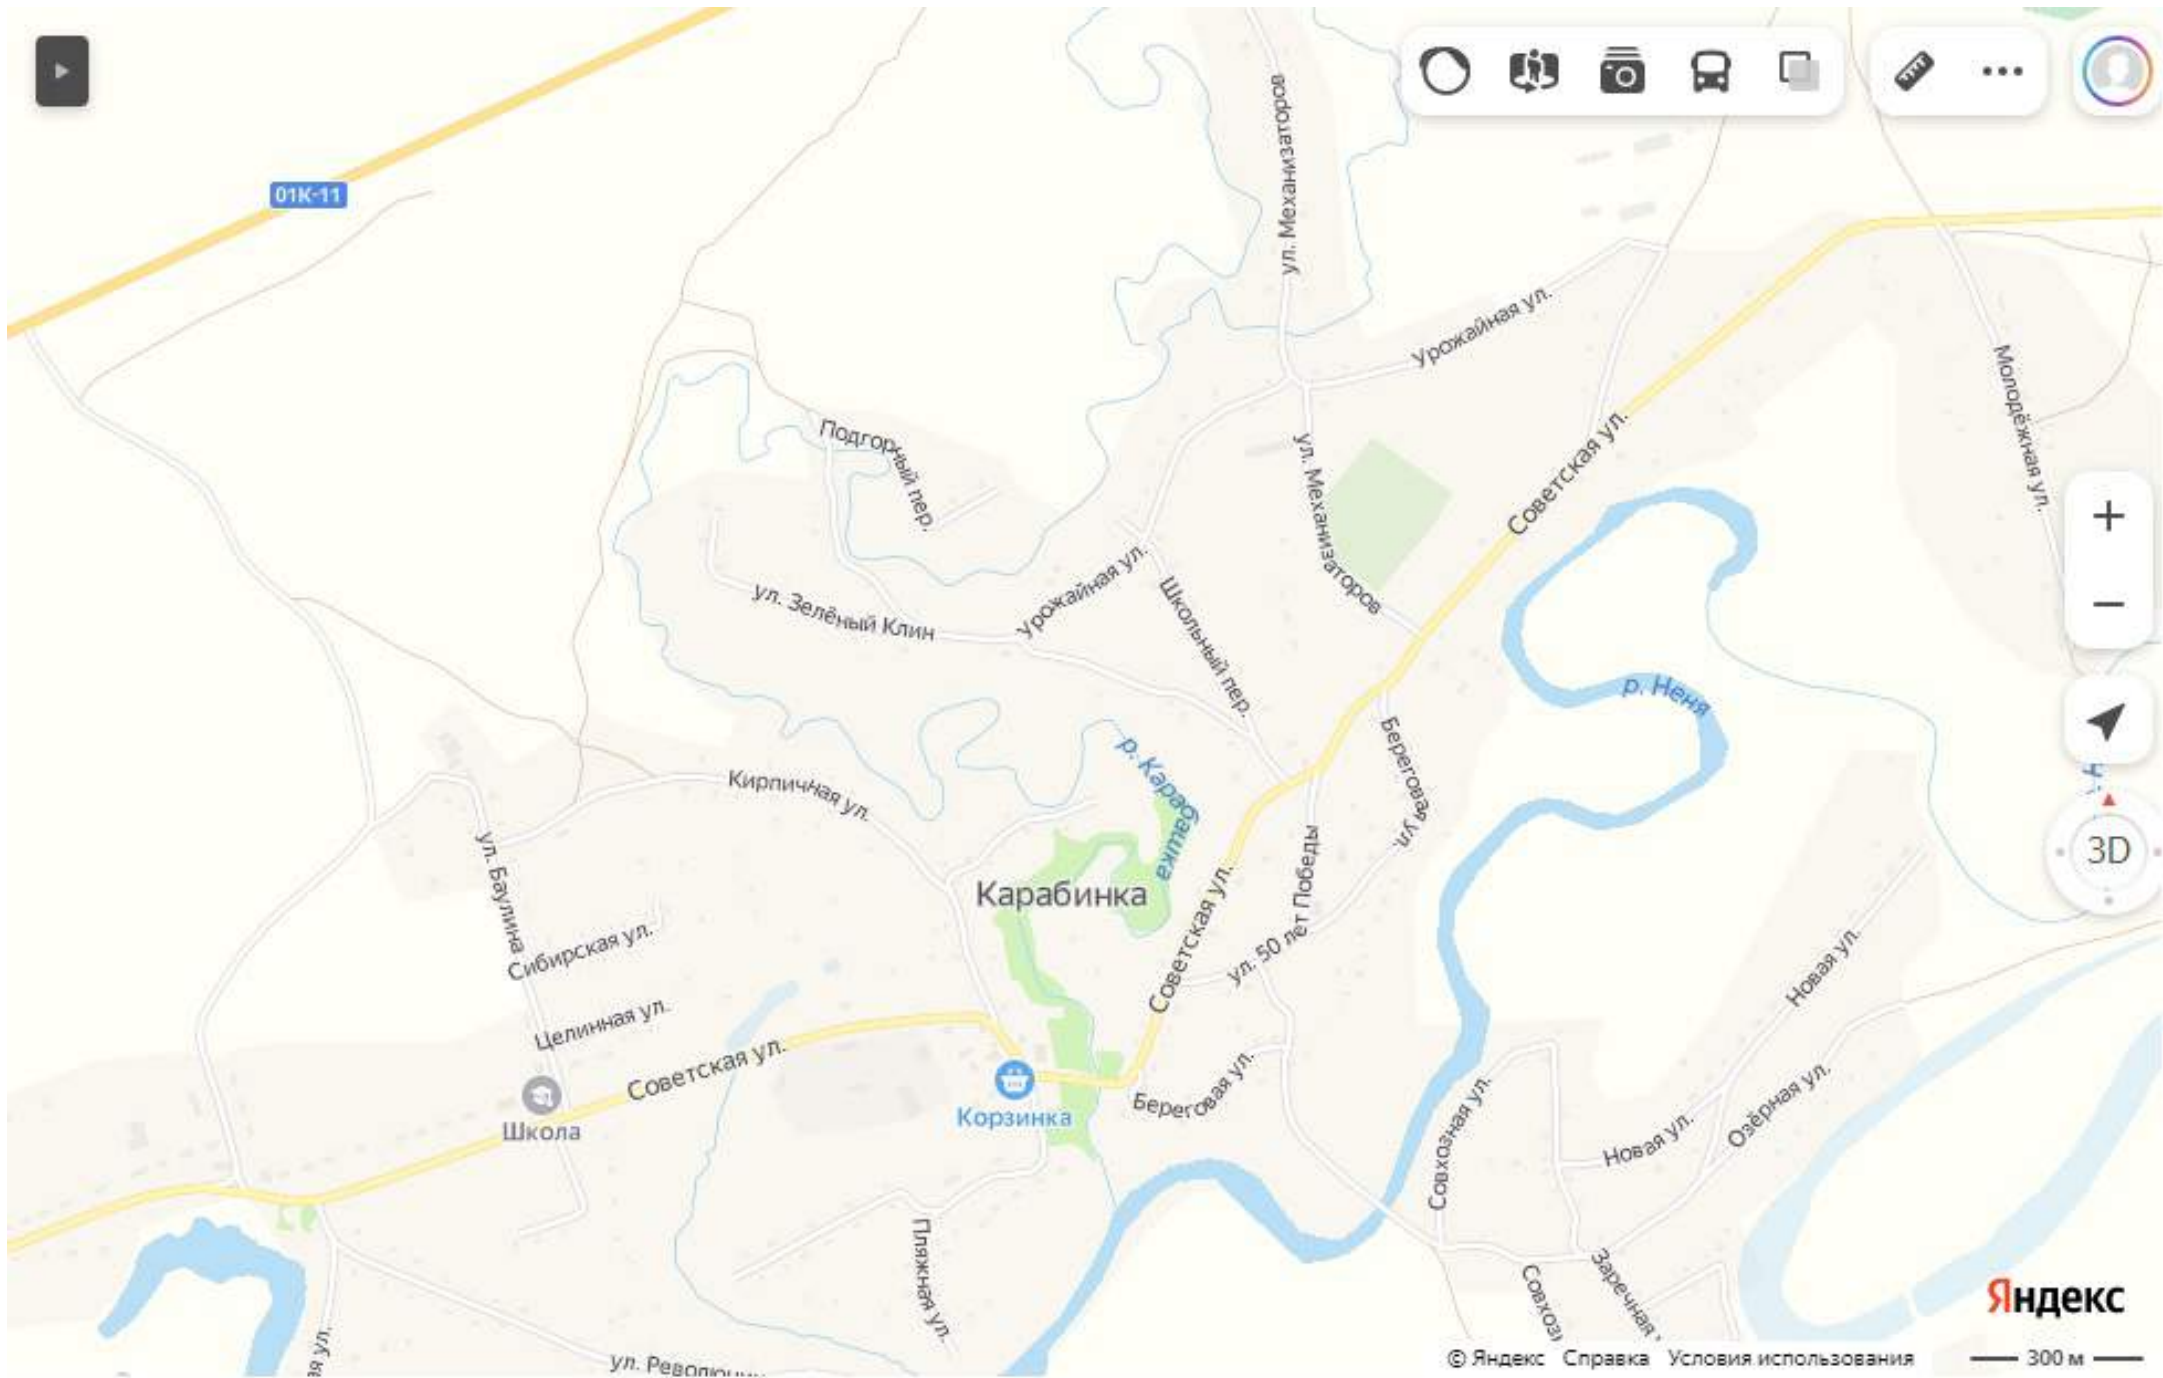 01К-11
ул. Механизаторов
Урожайная ул.
Молодёжная ул.
Подгорный пер.
ул. Механизаторов
Советская ул.
ул. Зелёный Клин
Урожайная ул.
Школьный пер.
р. Неня
Береговая ул.
р. Карабашка
Кирпичная ул.
ул. Баулина
Карабинка
3D
Сибирская ул.
Советская ул.
ул. 50 лет Победы
Новая ул.
Целинная ул.
Советская ул.
Береговая ул.
Школа
Корзинка
Совхозная ул.
Новая ул.
Озёрная ул.
Пляжная ул.
Заречная
Яндекс
© Яндекс Справка Условия использования
300 м